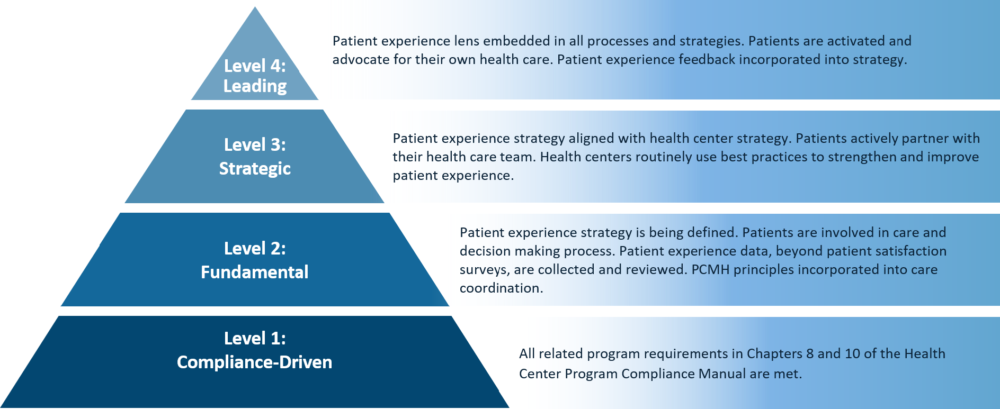 Level 4:
Leading
Patient experience lens embedded in all processes and strategies. Patients are activated and
advocate for their own health care. Patient experience feedback incorporated into strategy.
Level 3:
Strategic
Patient experience strategy aligned with health center strategy. Patients actively partner with
their health care team. Health centers routinely use best practices to strengthen and improve
patient experience.
Level 2:
Fundamental
Patient experience strategy is being defined. Patients are involved in care and
decision making process. Patient experience data, beyond patient satisfaction
surveys, are collected and reviewed. PCMH principles incorporated into care
coordination.
Level 1:
Compliance-Driven
All related program requirements in Chapters 8 and 10 of the Health
Center Program Compliance Manual are met.